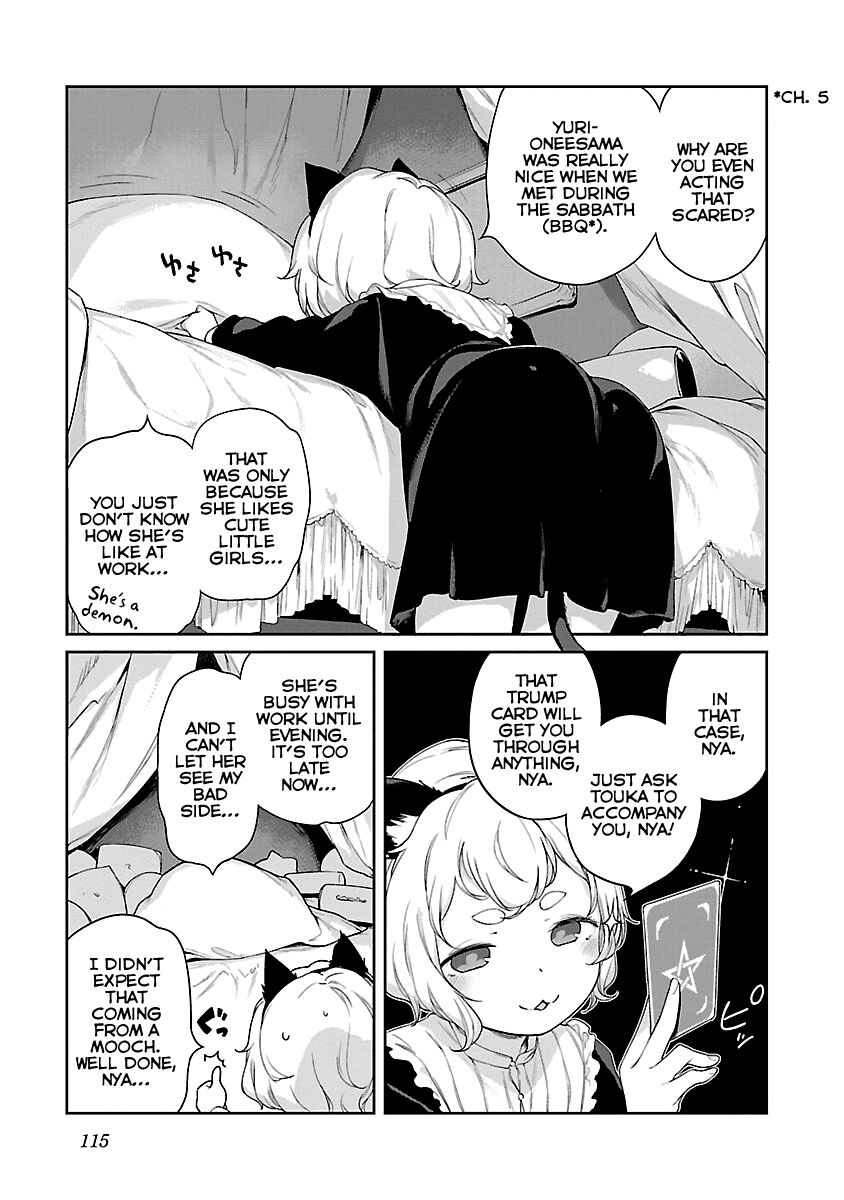 *CH. 5
WHY ARE
YOU EVEN
ACTING
THAT
SCARED?
YURI-
ONEESAMA
WAS REALLY
NICE WHEN WE
MET DURING
THE SABBATH
(BBQ*).
ゆさ ゆさ
THAT
WAS ONLY
BECAUSE
SHE LIKES
CUTE
LITTLE
GIRLS...
YOU JUST
DON'T KNOW
HOW SHE'S
LIKE AT
WORK...
She's a
demon.
IN
THAT
CASE,
NYA.
JUST ASK
TOUKA TO
ACCOMPANY
YOU, NYA!
THAT
TRUMP
CARD WILL
GET YOU
THROUGH
ANYTHING,
NYA.
ピッ
SHE'S
BUSY WITH
WORK UNTIL
EVENING.
IT'S TOO
LATE
NOW...
AND I
CAN'T
LET HER
SEE MY
BAD
SIDE...
I DIDN'T
EXPECT
THAT
COMING
FROM A
MOOCH.
WELL DONE,
NYA...
ぐっ
115